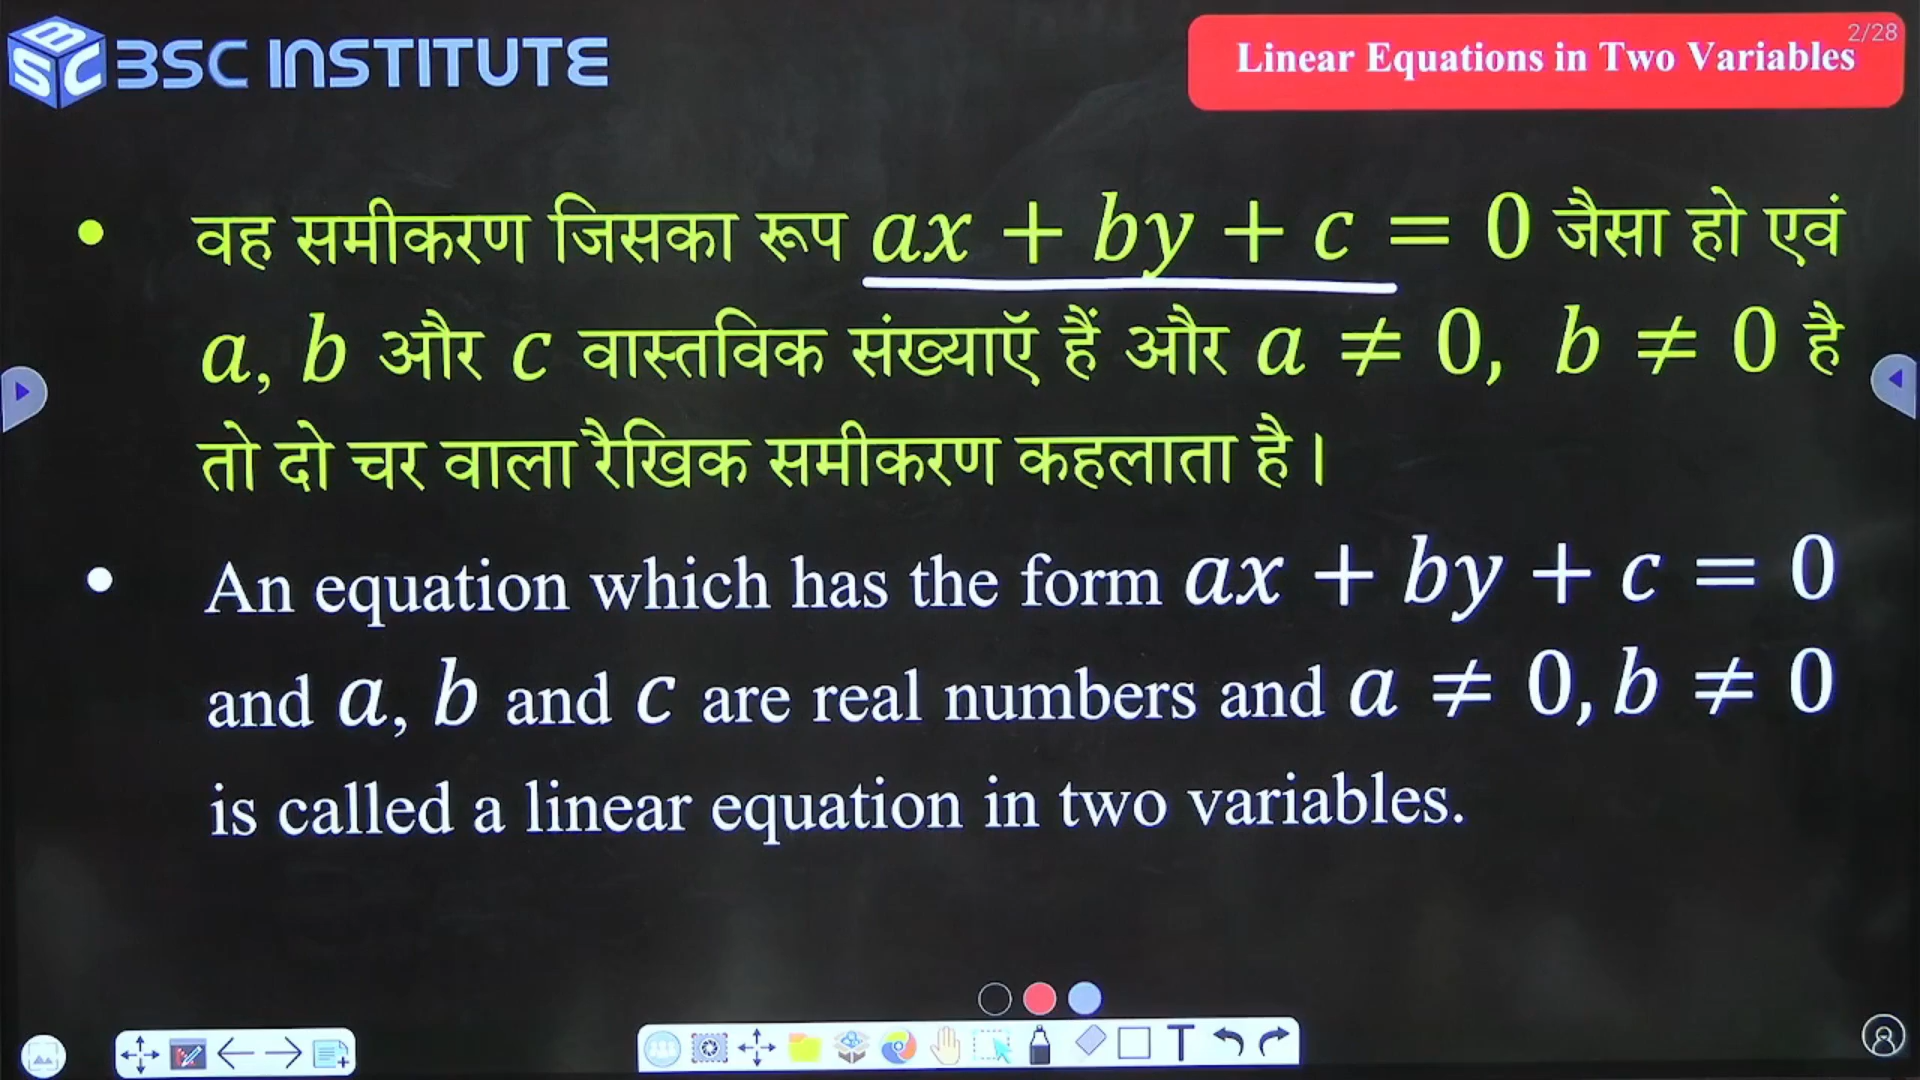 BSC
BSC INSTITUTE
Linear Equations in Two Variables
2/28
• वह समीकरण जिसका रूप ax + by + c = 0 जैसा हो एवं
a, b और c वास्तविक संख्याएँ हैं और a ≠ 0, b ≠ 0 है
तो दो चर वाला रैखिक समीकरण कहलाता है।
• An equation which has the form ax + by + c = 0
and a, b and c are real numbers and a ≠ 0, b ≠ 0
is called a linear equation in two variables.
T